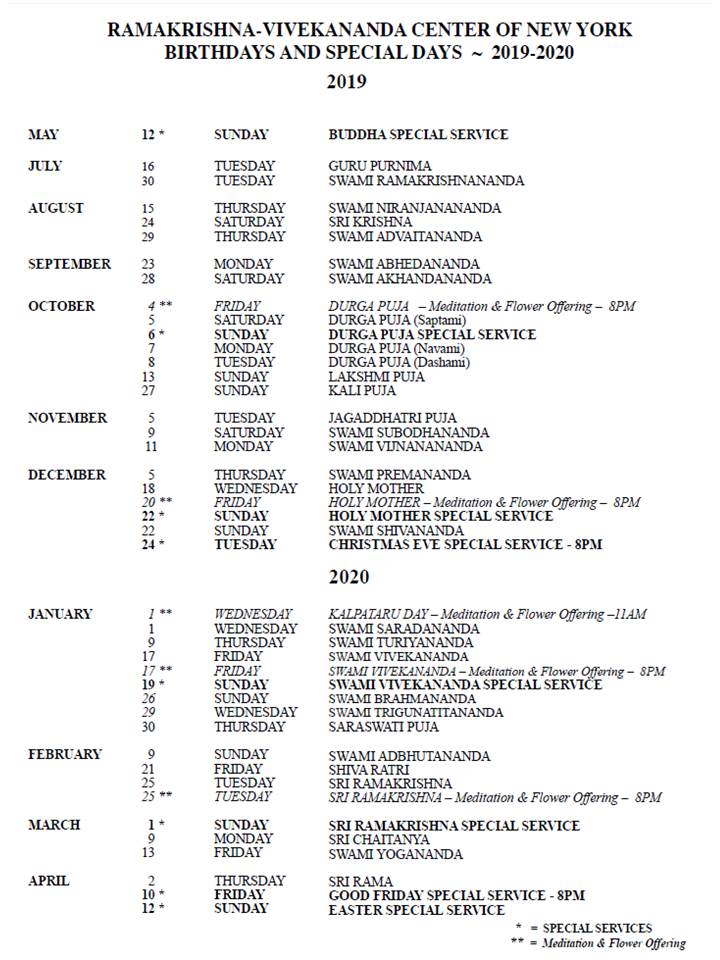 RAMAKRISHNA-VIVEKANANDA CENTER OF NEW YORK
BIRTHDAYS AND SPECIAL DAYS ~ 2019-2020
2019
MAY 12 * SUNDAY BUDDHA SPECIAL SERVICE
JULY 16 TUESDAY GURU PURNIMA
30 TUESDAY SWAMI RAMAKRISHNANANDA
AUGUST 15 THURSDAY SWAMI NIRANJANANANDA
24 SATURDAY SRI KRISHNA
29 THURSDAY SWAMI ADVAITANANDA
SEPTEMBER 23 MONDAY SWAMI ABHEDANANDA
28 SATURDAY SWAMI AKHANDANANDA
OCTOBER 4 ** FRIDAY DURGA PUJA – Meditation & Flower Offering – 8PM
5 SATURDAY DURGA PUJA (Saptami)
6 * SUNDAY DURGA PUJA SPECIAL SERVICE
7 MONDAY DURGA PUJA (Navami)
8 TUESDAY DURGA PUJA (Dashami)
13 SUNDAY LAKSHMI PUJA
27 SUNDAY KALI PUJA
NOVEMBER 5 TUESDAY JAGADDHATRI PUJA
9 SATURDAY SWAMI SUBODHANANDA
11 MONDAY SWAMI VIJNANANANDA
DECEMBER 5 THURSDAY SWAMI PREMANANDA
18 WEDNESDAY HOLY MOTHER
20 ** FRIDAY HOLY MOTHER – Meditation & Flower Offering – 8PM
22 * SUNDAY HOLY MOTHER SPECIAL SERVICE
22 SUNDAY SWAMI SHIVANANDA
24 * TUESDAY CHRISTMAS EVE SPECIAL SERVICE - 8PM
2020
JANUARY 1 ** WEDNESDAY KALPATARU DAY – Meditation & Flower Offering –11AM
1 WEDNESDAY SWAMI SARADANANDA
9 THURSDAY SWAMI TURIYANANDA
17 FRIDAY SWAMI VIVEKANANDA
17 ** FRIDAY SWAMI VIVEKANANDA – Meditation & Flower Offering – 8PM
19 * SUNDAY SWAMI VIVEKANANDA SPECIAL SERVICE
26 SUNDAY SWAMI BRAHMANANDA
29 WEDNESDAY SWAMI TRIGUNATITANANDA
30 THURSDAY SARASWATI PUJA
FEBRUARY 9 SUNDAY SWAMI ADBHUTANANDA
21 FRIDAY SHIVA RATRI
25 TUESDAY SRI RAMAKRISHNA
25 ** TUESDAY SRI RAMAKRISHNA – Meditation & Flower Offering – 8PM
MARCH 1 * SUNDAY SRI RAMAKRISHNA SPECIAL SERVICE
9 MONDAY SRI CHAITANYA
13 FRIDAY SWAMI YOGANANDA
APRIL 2 THURSDAY SRI RAMA
10 * FRIDAY GOOD FRIDAY SPECIAL SERVICE - 8PM
12 * SUNDAY EASTER SPECIAL SERVICE
* = SPECIAL SERVICES
** = Meditation & Flower Offering